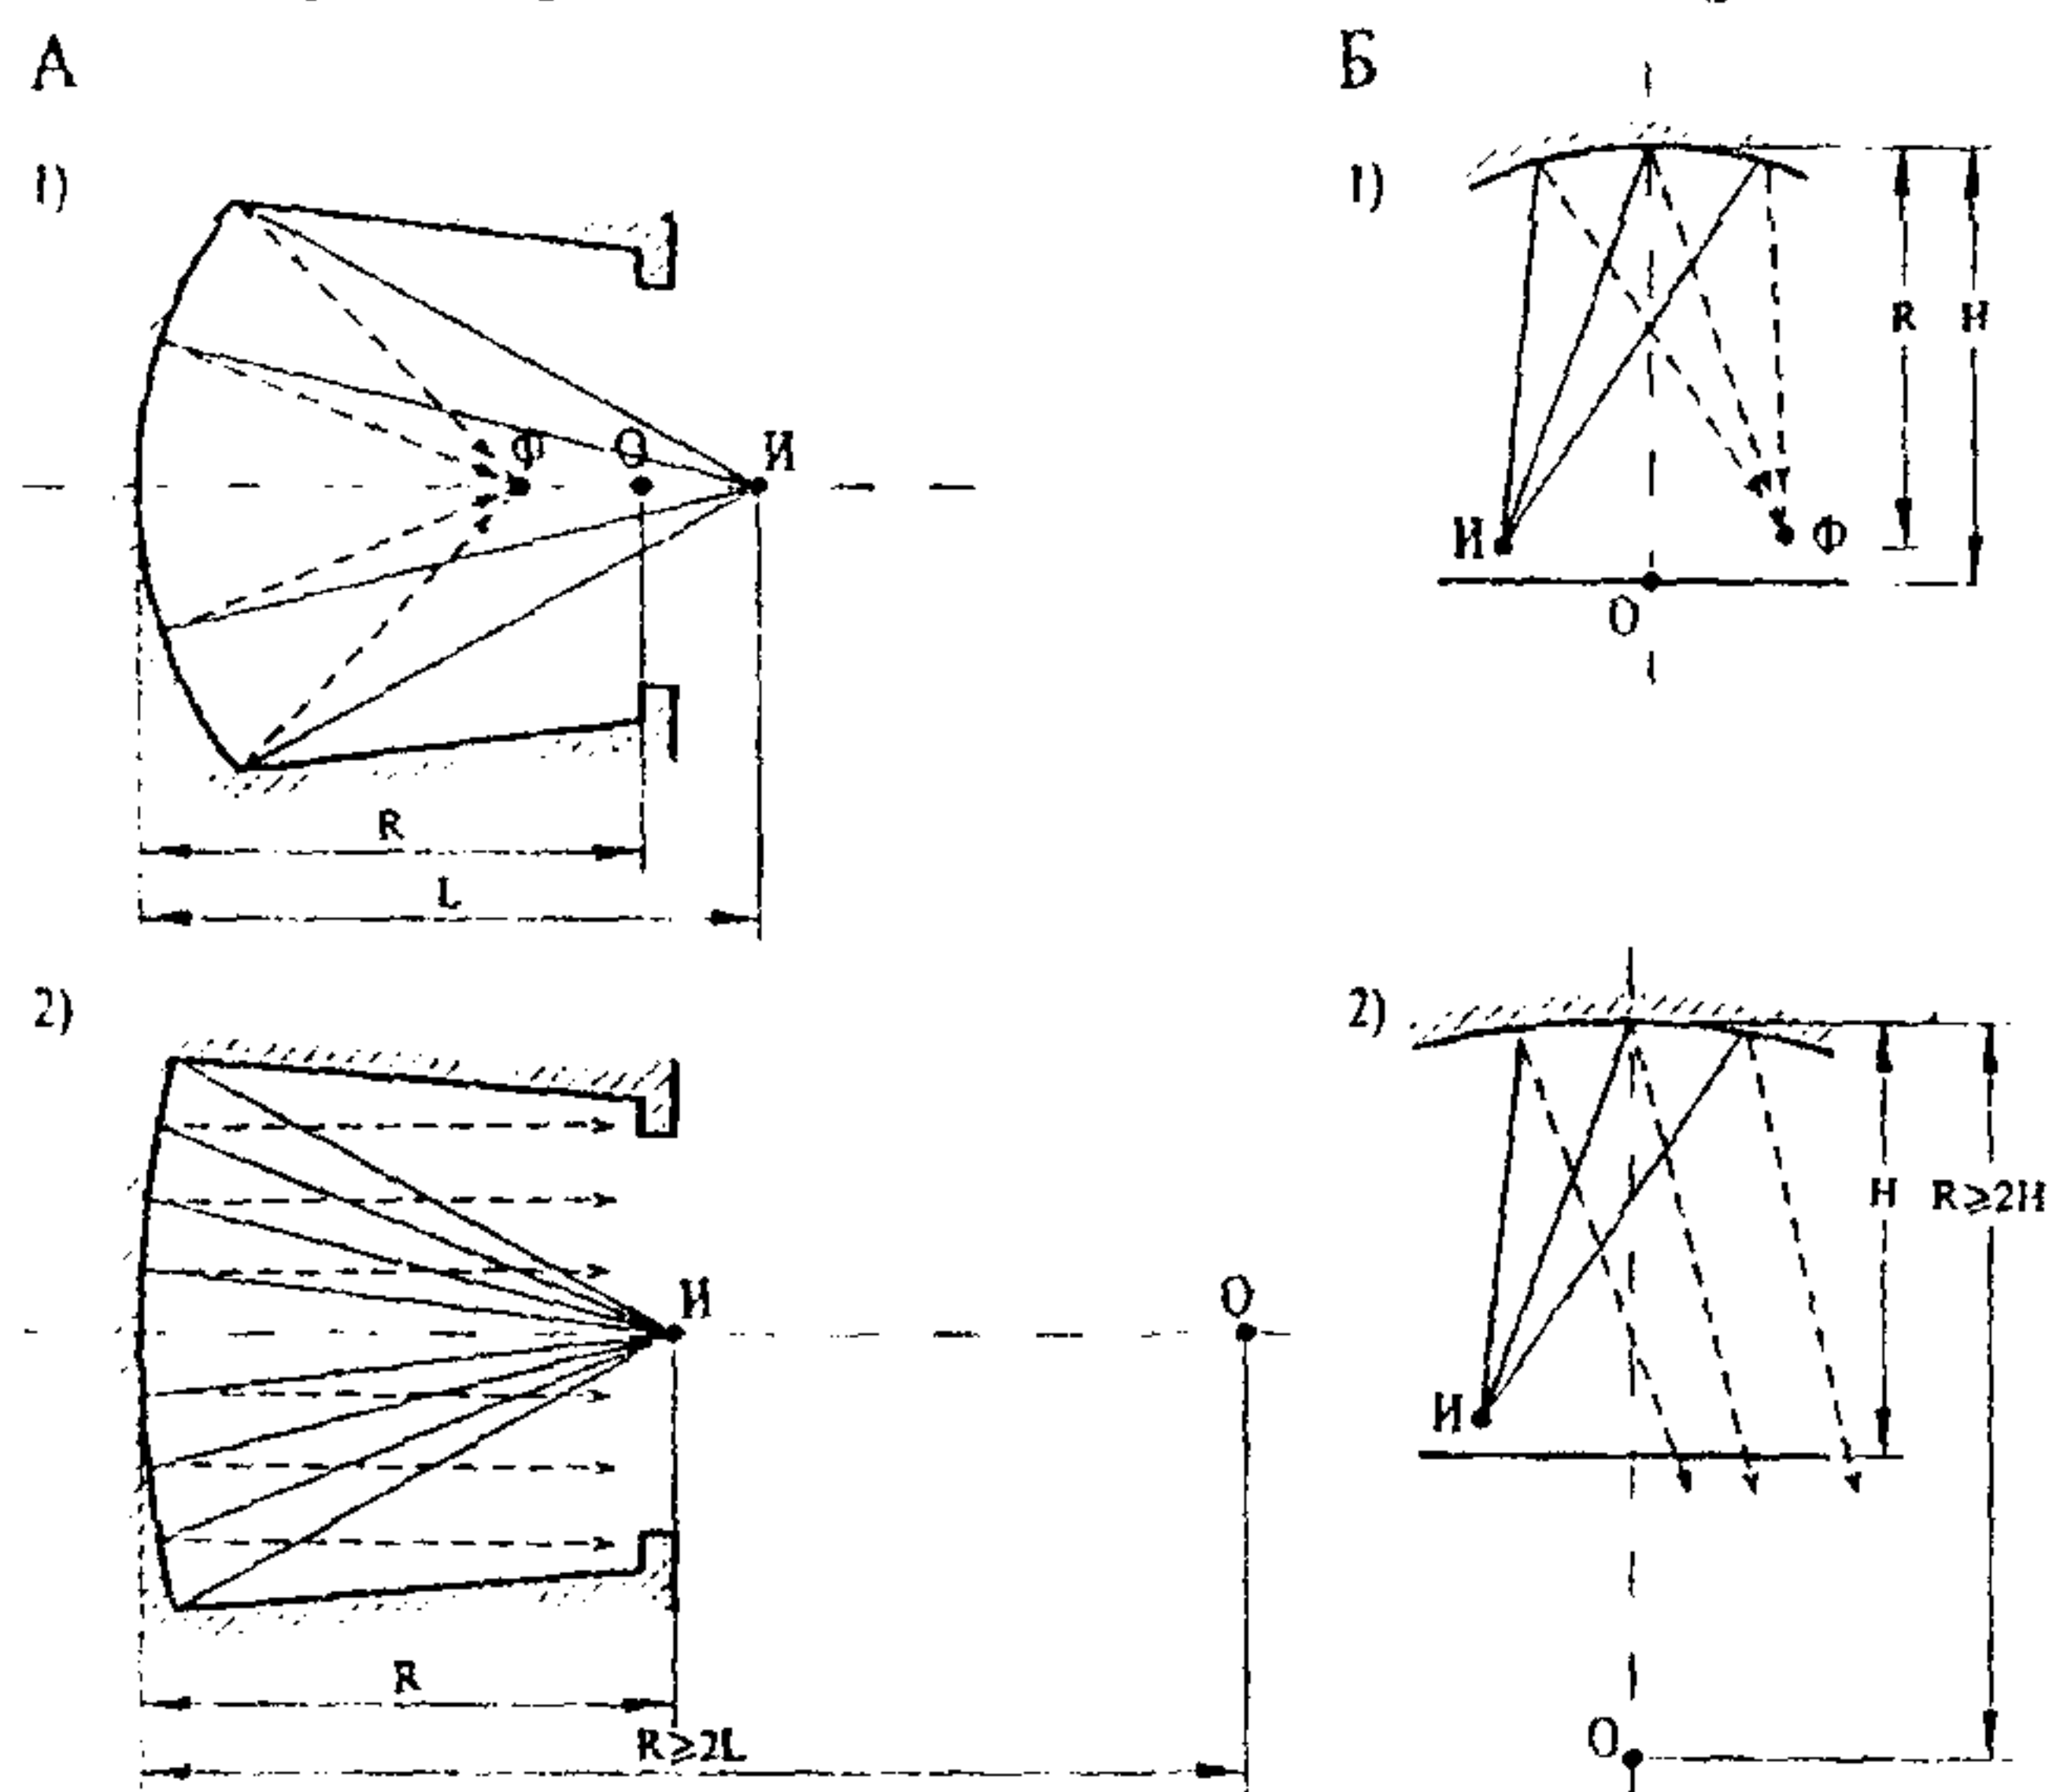 А
Б
1)
1)
Ф
О
И
R
H
И
Ф
О
R
L
2)
2)
И
О
H
R⩾2H
И
R
R⩾2L
О